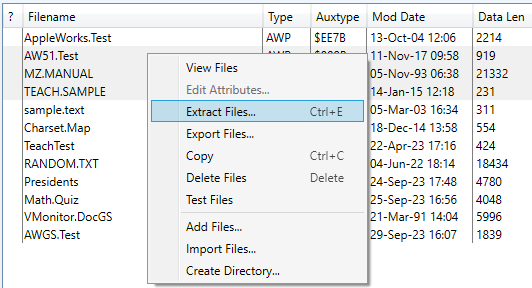 ? Filename Type Auxtype Mod Date Data Len
AppleWorks.Test AWP $EE7B 13-Oct-04 12:06 2214
AW51.Test 11-Nov-17 09:58 919
MZ.MANUAL 05-Nov-93 06:38 21332
TEACH.SAMPLE 14-Jan-15 12:18 231
sample.text 05-Mar-03 16:34 311
Charset.Map 18-Dec-14 13:58 554
TeachTest 22-Apr-23 17:16 424
RANDOM.TXT 04-Jun-22 18:14 18434
Presidents 24-Sep-23 17:48 4780
Math.Quiz 25-Sep-23 16:56 4048
VMonitor.DocGS 21-Mar-91 14:04 5996
AWGS.Test 29-Sep-23 16:07 1839
View Files
Edit Attributes...
Extract Files... Ctrl+E
Export Files...
Copy Ctrl+C
Delete Files Delete
Test Files
Add Files...
Import Files...
Create Directory...